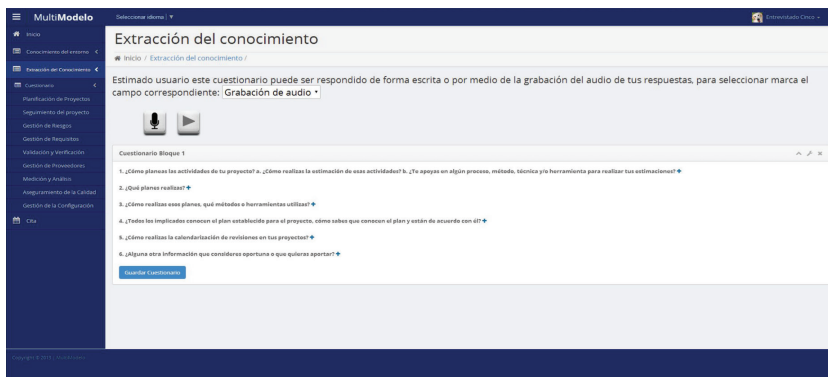 MultiModelo
Seleccionar idioma | ▼
Entrevistado Cinco
Inicio
Conocimiento del entorno
Extracción del Conocimiento
Cuestionario
Planificación de Proyectos
Seguimiento del proyecto
Gestión de Riesgos
Gestión de Requisitos
Validación y Verificación
Gestión de Proveedores
Medición y Análisis
Aseguramiento de la Calidad
Gestión de la Configuración
Cita
Extracción del conocimiento
Inicio / Extracción del conocimiento /
Estimado usuario este cuestionario puede ser respondido de forma escrita o por medio de la grabación del audio de tus respuestas, para seleccionar marca el
campo correspondiente: Grabación de audio
Cuestionario Bloque 1
1. ¿Cómo planeas las actividades de tu proyecto? a. ¿Cómo realizas la estimación de esas actividades? b. ¿Te apoyas en algún proceso, método, técnica y/o herramienta para realizar tus estimaciones? +
2. ¿Qué planes realizas? +
3. ¿Cómo realizas esos planes, qué métodos o herramientas utilizas? +
4. ¿Todos los implicados conocen el plan establecido para el proyecto, cómo sabes que conocen el plan y están de acuerdo con él? +
5. ¿Cómo realizas la calendarización de revisiones en tus proyectos? +
6. ¿Alguna otra información que consideras oportuna o que quieras aportar? +
Guardar Cuestionario